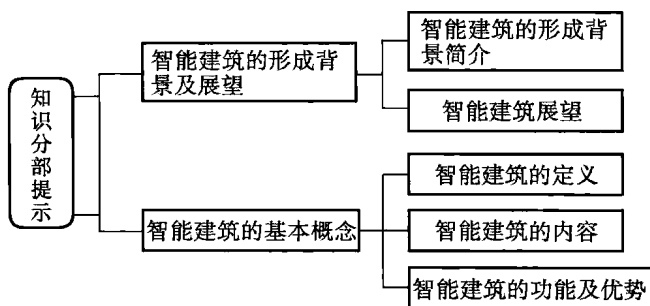 知识分部提示
智能建筑的形成背
景及展望
智能建筑的形成背
景简介
智能建筑展望
智能建筑的基本概念
智能建筑的定义
智能建筑的内容
智能建筑的功能及优势